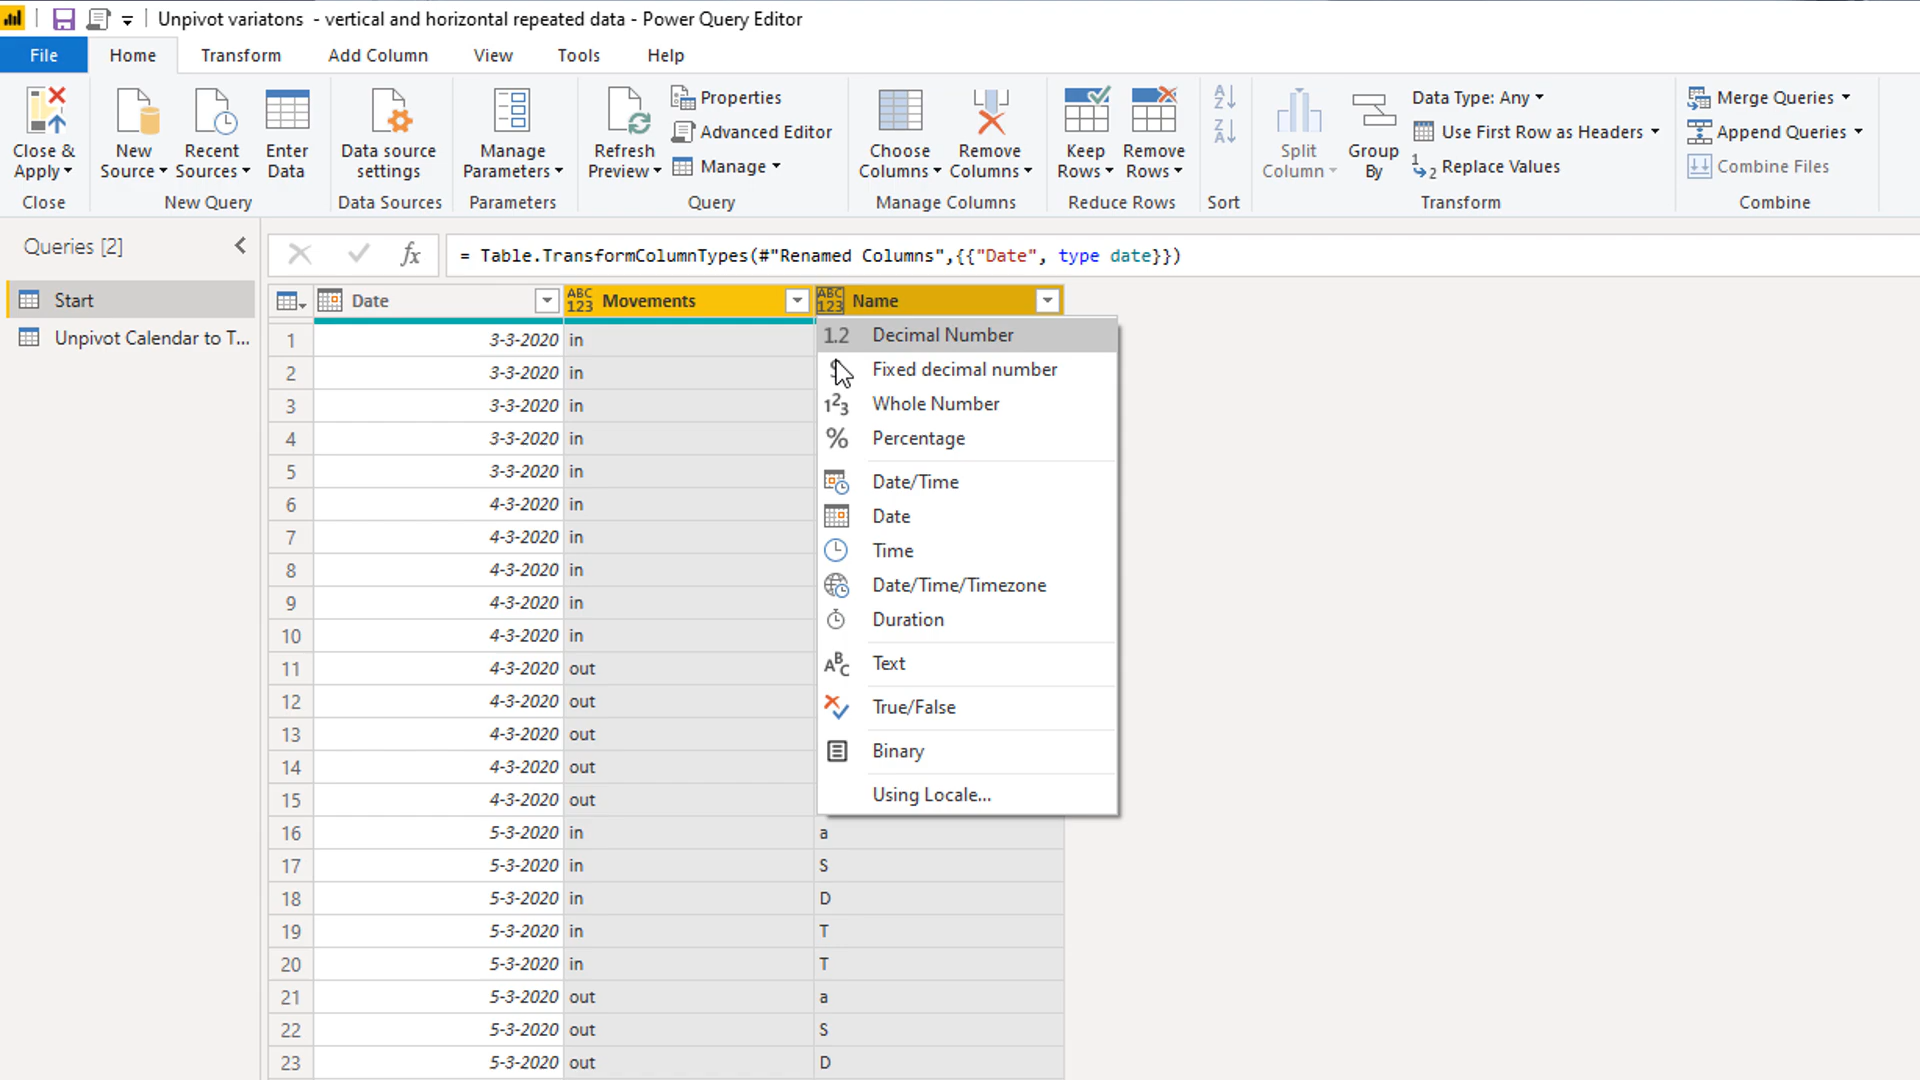 Unpivot variatons - vertical and horizontal repeated data - Power Query Editor
File Home Transform Add Column View Tools Help
Close & Apply
New Source
Recent Sources
Enter Data
Data source settings
Manage Parameters
Refresh Preview
Properties
Advanced Editor
Manage
Choose Columns
Remove Columns
Keep Rows
Remove Rows
Split Column
Group By
Data Type: Any
Use First Row as Headers
Replace Values
Merge Queries
Append Queries
Combine Files
Close New Query Data Sources Parameters Query Manage Columns Reduce Rows Sort Transform Combine
Queries [2]
fx = Table.TransformColumnTypes(#"Renamed Columns",{{"Date", type date}})
Start
Unpivot Calendar to T...
Date ABC 123 Movements ABC 123 Name
1 3-3-2020 in
2 3-3-2020 in
3 3-3-2020 in
4 3-3-2020 in
5 3-3-2020 in
6 4-3-2020 in
7 4-3-2020 in
8 4-3-2020 in
9 4-3-2020 in
10 4-3-2020 in
11 4-3-2020 out
12 4-3-2020 out
13 4-3-2020 out
14 4-3-2020 out
15 4-3-2020 out
16 5-3-2020 in a
17 5-3-2020 in S
18 5-3-2020 in D
19 5-3-2020 in T
20 5-3-2020 in T
21 5-3-2020 out a
22 5-3-2020 out S
23 5-3-2020 out D
1.2 Decimal Number
Fixed decimal number
123 Whole Number
% Percentage
Date/Time
Date
Time
Date/Time/Timezone
Duration
ABC Text
True/False
Binary
Using Locale...